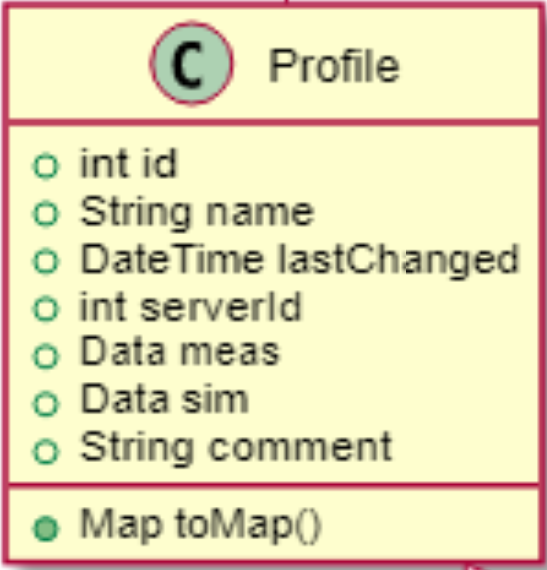 C Profile
int id
String name
DateTime lastChanged
int serverId
Data meas
Data sim
String comment
Map toMap()